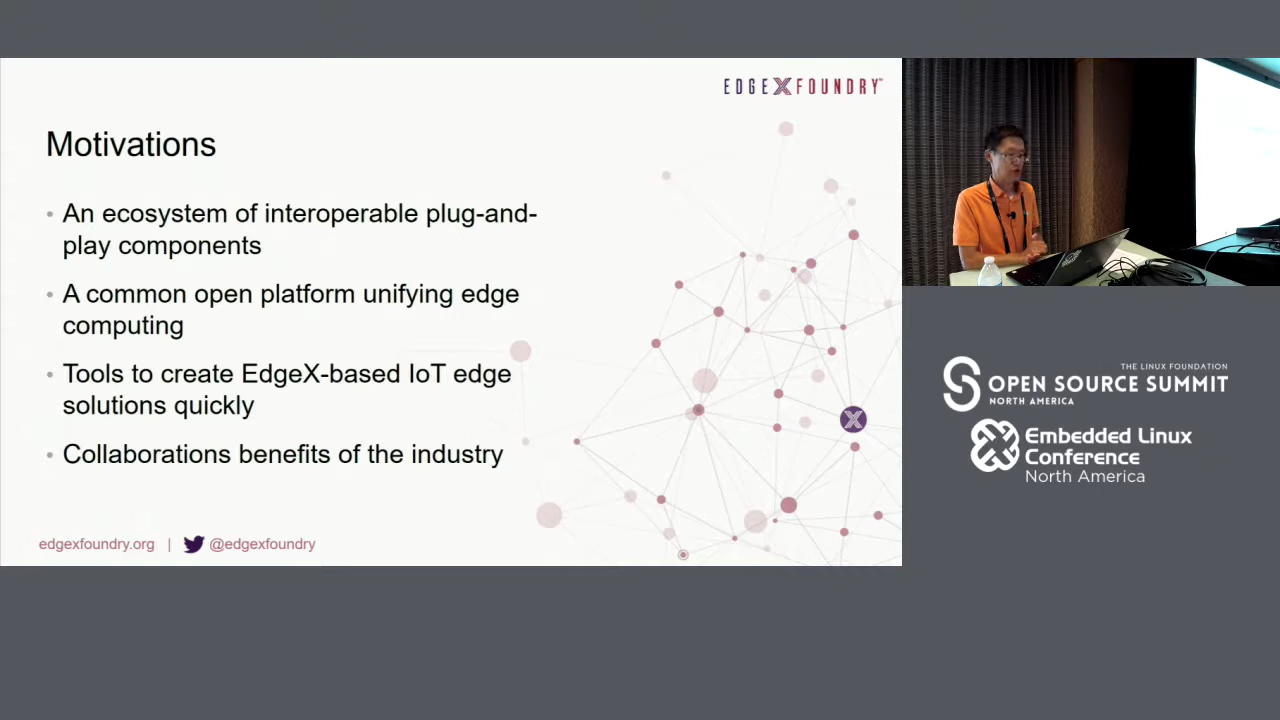 EDGEXFOUNDRY™
Motivations
• An ecosystem of interoperable plug-and-
play components
• A common open platform unifying edge
computing
• Tools to create EdgeX-based IoT edge
solutions quickly
• Collaborations benefits of the industry
edgexfoundry.org | @edgexfoundry
THE LINUX FOUNDATION
OPEN SOURCE SUMMIT
NORTH AMERICA
Embedded Linux
Conference
North America